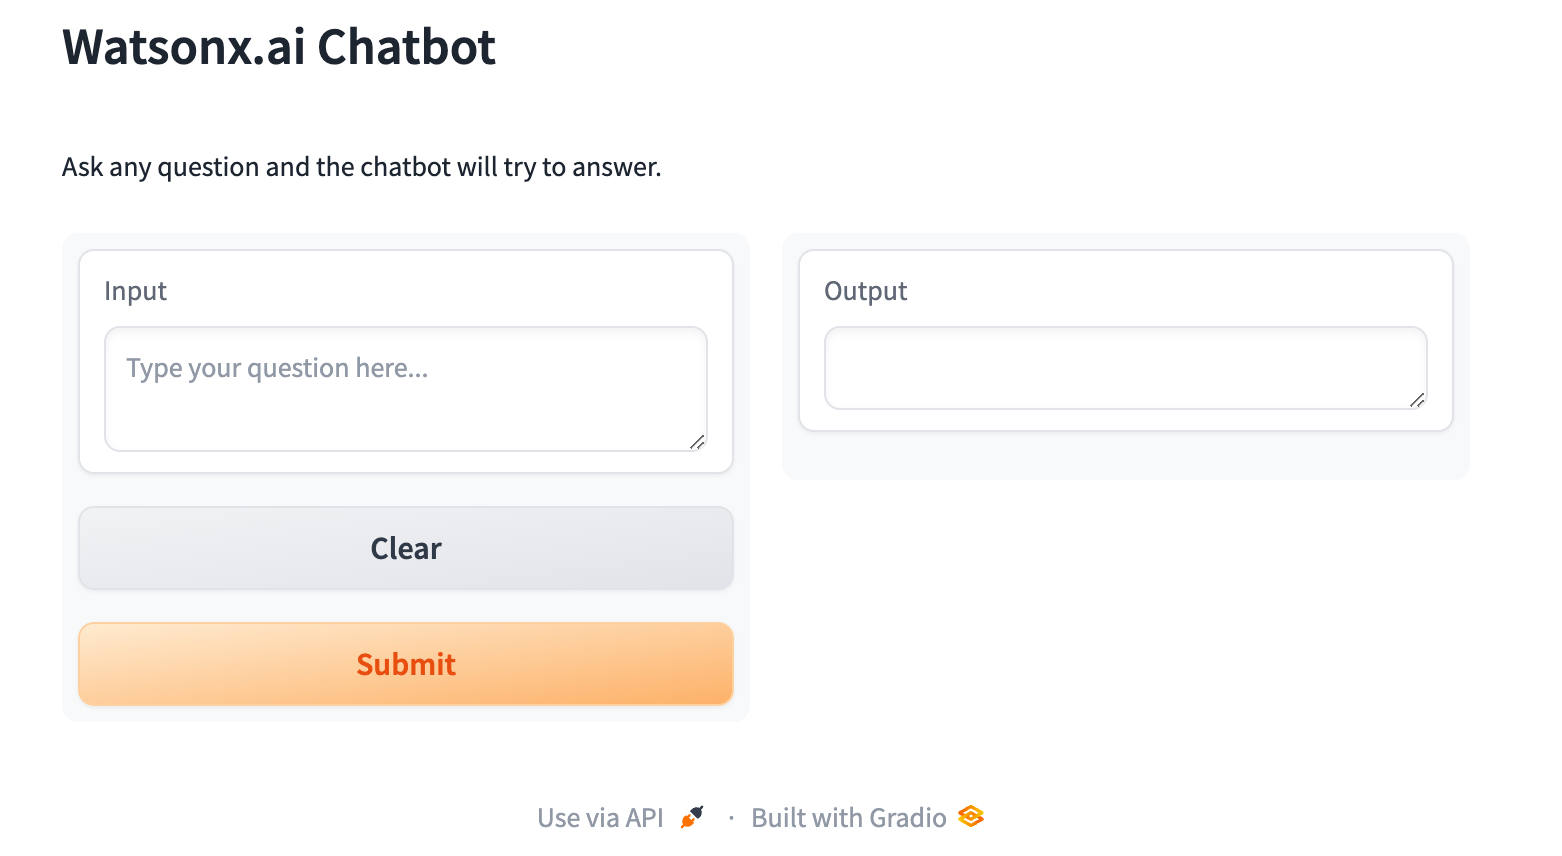 Watsonx.ai Chatbot
Ask any question and the chatbot will try to answer.
Input
Type your question here...
Clear
Submit
Output
Use via API · Built with Gradio